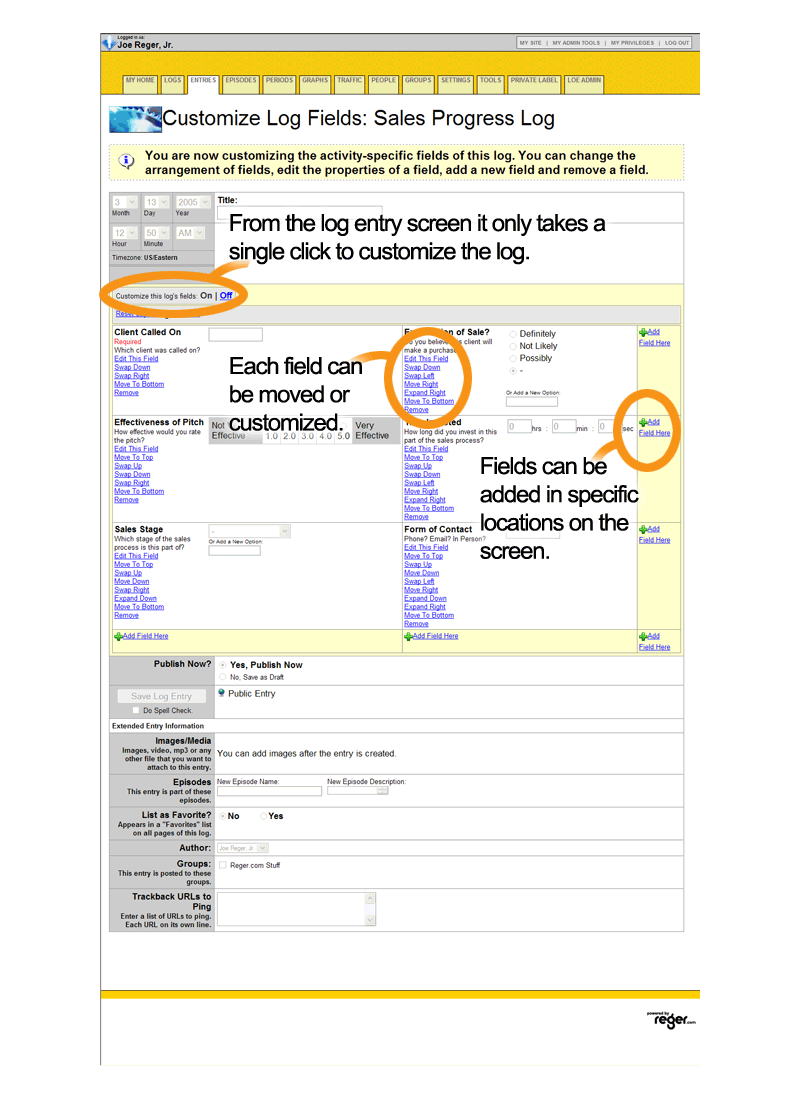 Logged in as:
Joe Reger, Jr.
MY SITE | MY ADMIN TOOLS | MY PRIVILEGES | LOG OUT
MY HOME LOGS ENTRIES EPISODES PERIODS GRAPHS TRAFFIC PEOPLE GROUPS SETTINGS TOOLS PRIVATE LABEL LOE ADMIN
Customize Log Fields: Sales Progress Log
You are now customizing the activity-specific fields of this log. You can change the
arrangement of fields, edit the properties of a field, add a new field and remove a field.
3 13 2005
Month Day Year
Title:
12 50 AM
Hour Minute
Timezone: US/Eastern
From the log entry screen it only takes a
single click to customize the log.
Customize this log's fields: On | Off
Client Called On
Required
Which client was called on?
Edit This Field
Swap Down
Swap Right
Move To Bottom
Remove
Each field can
be moved or
customized.
of Sale?
you believe this client will
make a purchase
Edit This Field
Swap Down
Swap Left
Move Right
Expand Right
Move To Bottom
Remove
Definitely
Not Likely
Possibly
-
Or Add a New Option:
Add
Field Here
Effectiveness of Pitch
How effective would you rate
the pitch?
Edit This Field
Move To Top
Swap Up
Swap Down
Swap Right
Move To Bottom
Remove
Not
Effective 1.0 2.0 3.0 4.0 5.0 Very
Effective
How long did you invest in this
part of the sales process?
Edit This Field
Move To Top
Swap Up
Swap Down
Swap Left
Move Right
Expand Right
Move To Bottom
Remove
0 hrs : 0 min : 0 sec
Add
Field Here
Fields can be
added in specific
locations on the
screen.
Sales Stage
Which stage of the sales
process is this part of?
Edit This Field
Move To Top
Swap Up
Move Down
Swap Right
Expand Down
Move To Bottom
Remove
-
Or Add a New Option:
Form of Contact
Phone? Email? In Person?
Edit This Field
Move To Top
Swap Up
Move Down
Swap Left
Move Right
Expand Down
Expand Right
Move To Bottom
Remove
Add
Field Here
Add Field Here
Add Field Here
Add
Field Here
Publish Now?
Yes, Publish Now
No, Save as Draft
Save Log Entry
Do Spell Check.
Public Entry
Extended Entry Information
Images/Media
Images, video, mp3 or any
other file that you want to
attach to this entry.
You can add images after the entry is created.
Episodes
This entry is part of these
episodes.
New Episode Name: New Episode Description:
List as Favorite?
Appears in a "Favorites" list
on all pages of this log.
No Yes
Author:
Joe Reger, Jr.
Groups:
This entry is posted to these
groups.
Reger.com Stuff
Trackback URLs to
Ping
Enter a list of URLs to ping.
Each URL on its own line.
powered by
reger.com